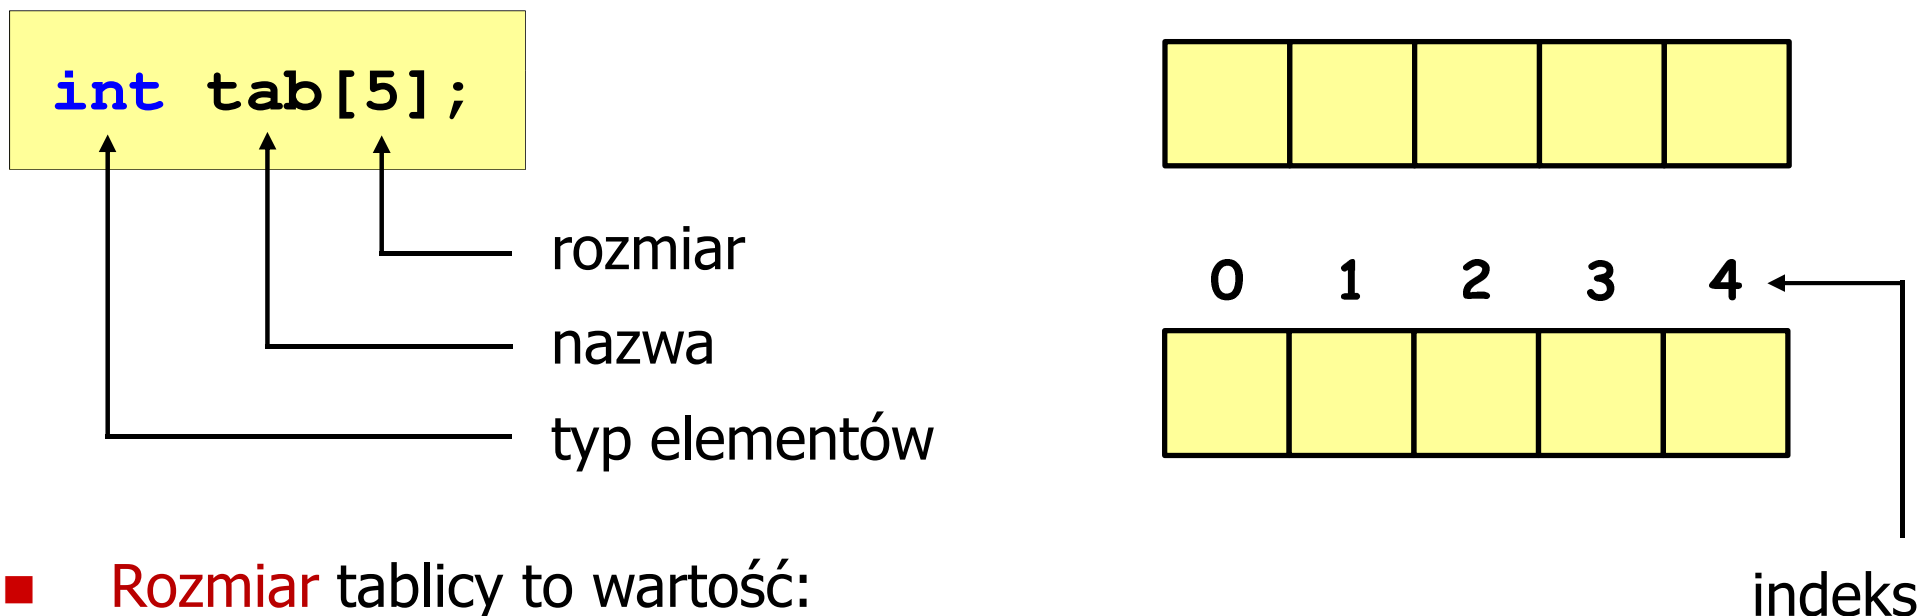 int tab[5];
rozmiar
nazwa
typ elementów
0 1 2 3 4
indeks
Rozmiar tablicy to wartość: